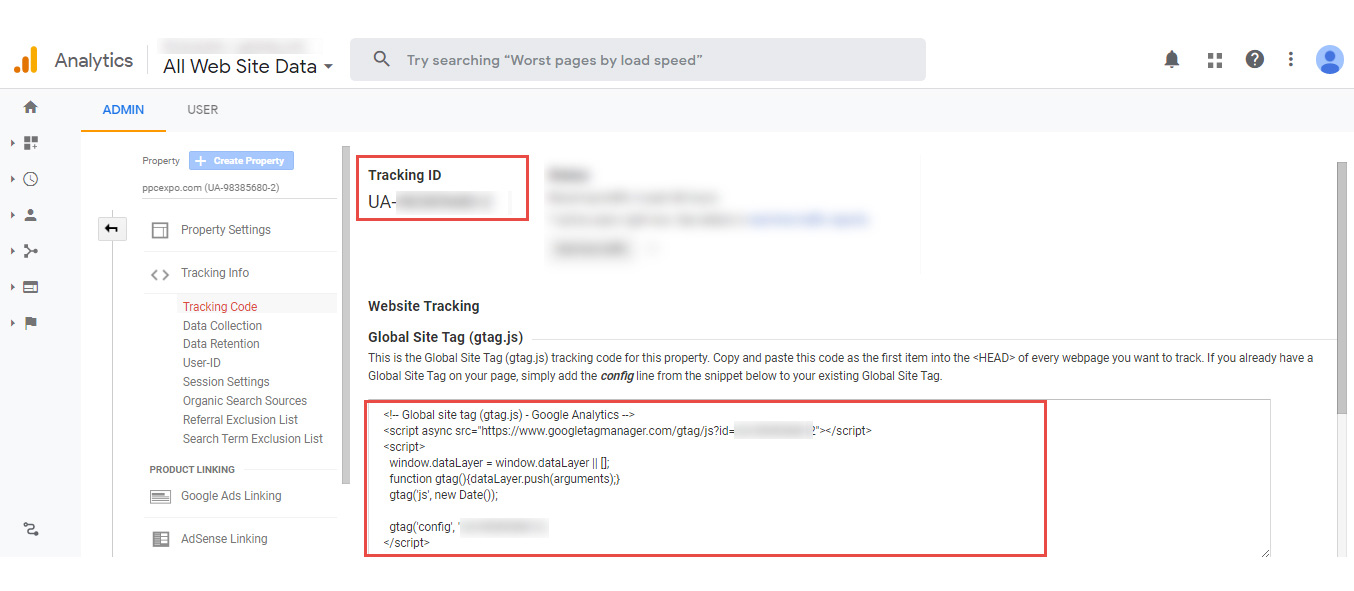 Analytics
All Web Site Data
Try searching “Worst pages by load speed”
ADMIN
USER
Property
Create Property
ppcexpo.com (UA-98385680-2)
Property Settings
Tracking Info
Tracking Code
Data Collection
Data Retention
User-ID
Session Settings
Organic Search Sources
Referral Exclusion List
Search Term Exclusion List
PRODUCT LINKING
Google Ads Linking
AdSense Linking
Tracking ID
UA-
Website Tracking
Global Site Tag (gtag.js)
This is the Global Site Tag (gtag.js) tracking code for this property. Copy and paste this code as the first item into the <HEAD> of every webpage you want to track. If you already have a
Global Site Tag on your page, simply add the config line from the snippet below to your existing Global Site Tag.
<!-- Global site tag (gtag.js) - Google Analytics -->
<script async src="https://www.googletagmanager.com/gtag/js?id= "></script>
<script>
window.dataLayer = window.dataLayer || [];
function gtag(){dataLayer.push(arguments);}
gtag('js', new Date());
gtag('config', '
</script>